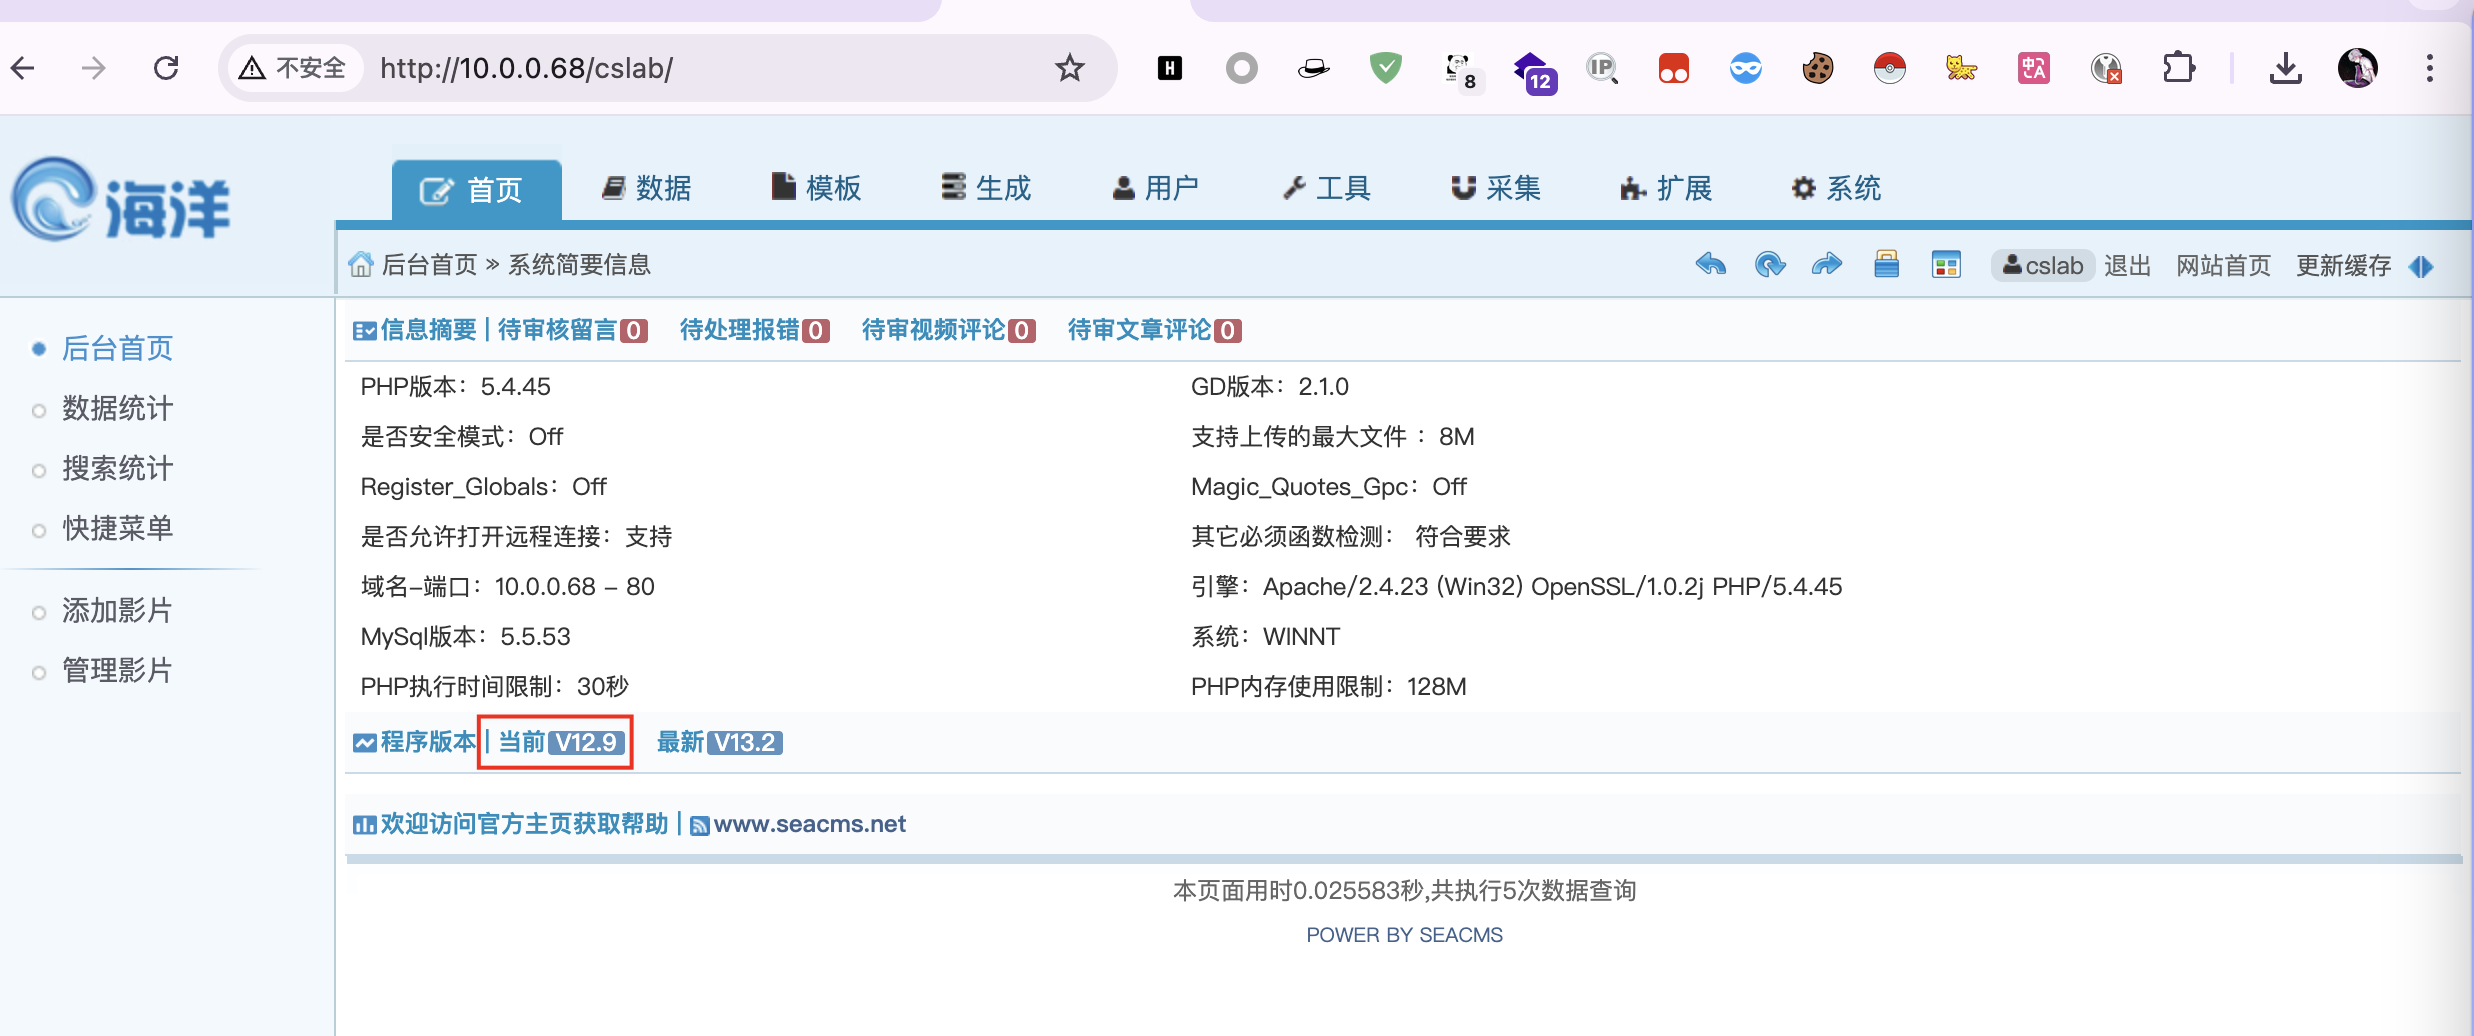 不安全 http://10.0.0.68/cslab/
8
12
IP
中A
海洋
首页 数据 模板 生成 用户 工具 采集 扩展 系统
后台首页 » 系统简要信息
cslab 退出 网站首页 更新缓存
后台首页
数据统计
搜索统计
快捷菜单
添加影片
管理影片
信息摘要 | 待审核留言 0 待处理报错 0 待审视频评论 0 待审文章评论 0
PHP版本：5.4.45 GD版本：2.1.0
是否安全模式：Off 支持上传的最大文件 ：8M
Register_Globals：Off Magic_Quotes_Gpc：Off
是否允许打开远程连接：支持 其它必须函数检测： 符合要求
域名-端口：10.0.0.68 - 80 引擎：Apache/2.4.23 (Win32) OpenSSL/1.0.2j PHP/5.4.45
MySql版本：5.5.53 系统：WINNT
PHP执行时间限制：30秒 PHP内存使用限制：128M
程序版本 | 当前 V12.9 最新 V13.2
欢迎访问官方主页获取帮助 | www.seacms.net
本页面用时0.025583秒,共执行5次数据查询
POWER BY SEACMS